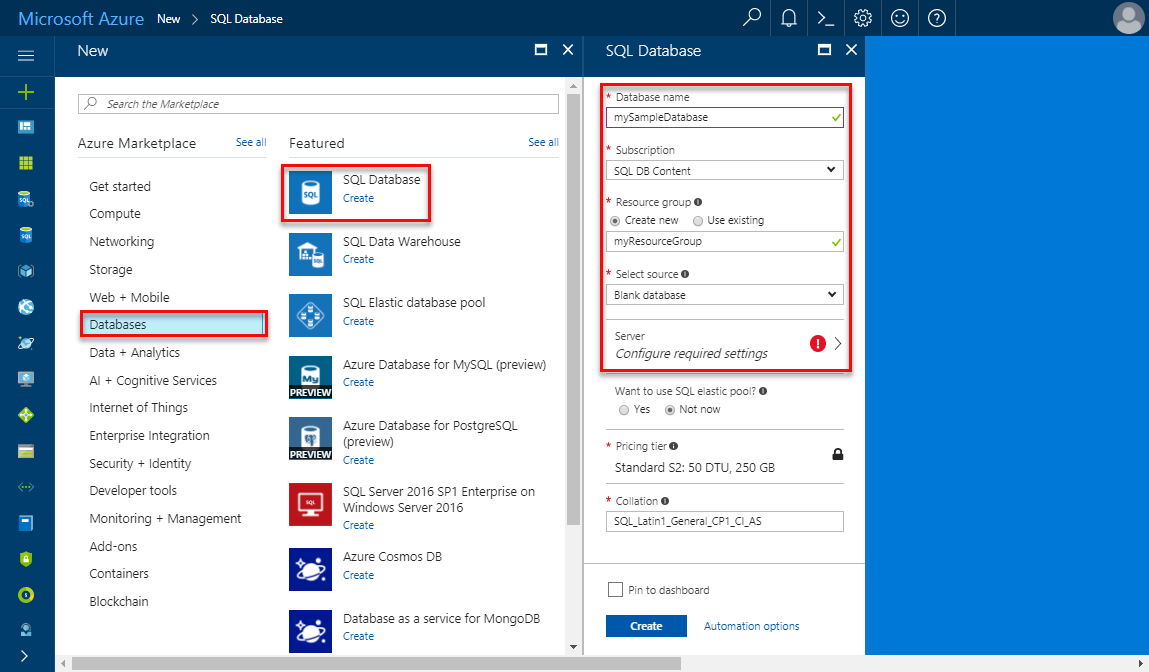 Microsoft Azure New > SQL Database
New
Search the Marketplace
Azure Marketplace See all
Get started
Compute
Networking
Storage
Web + Mobile
Databases
Data + Analytics
AI + Cognitive Services
Internet of Things
Enterprise Integration
Security + Identity
Developer tools
Monitoring + Management
Add-ons
Containers
Blockchain
Featured See all
SQL
SQL Database
Create
SQL Data Warehouse
Create
SQL Elastic database pool
Create
My
PREVIEW
Azure Database for MySQL (preview)
Create
PREVIEW
Azure Database for PostgreSQL
(preview)
Create
SQL
SQL Server 2016 SP1 Enterprise on
Windows Server 2016
Create
Azure Cosmos DB
Create
Database as a service for MongoDB
Create
SQL Database
* Database name
mySampleDatabase
* Subscription
SQL DB Content
* Resource group
Create new Use existing
myResourceGroup
* Select source
Blank database
Server
Configure required settings
Want to use SQL elastic pool?
Yes Not now
* Pricing tier
Standard S2: 50 DTU, 250 GB
* Collation
SQL_Latin1_General_CP1_CI_AS
Pin to dashboard
Create Automation options